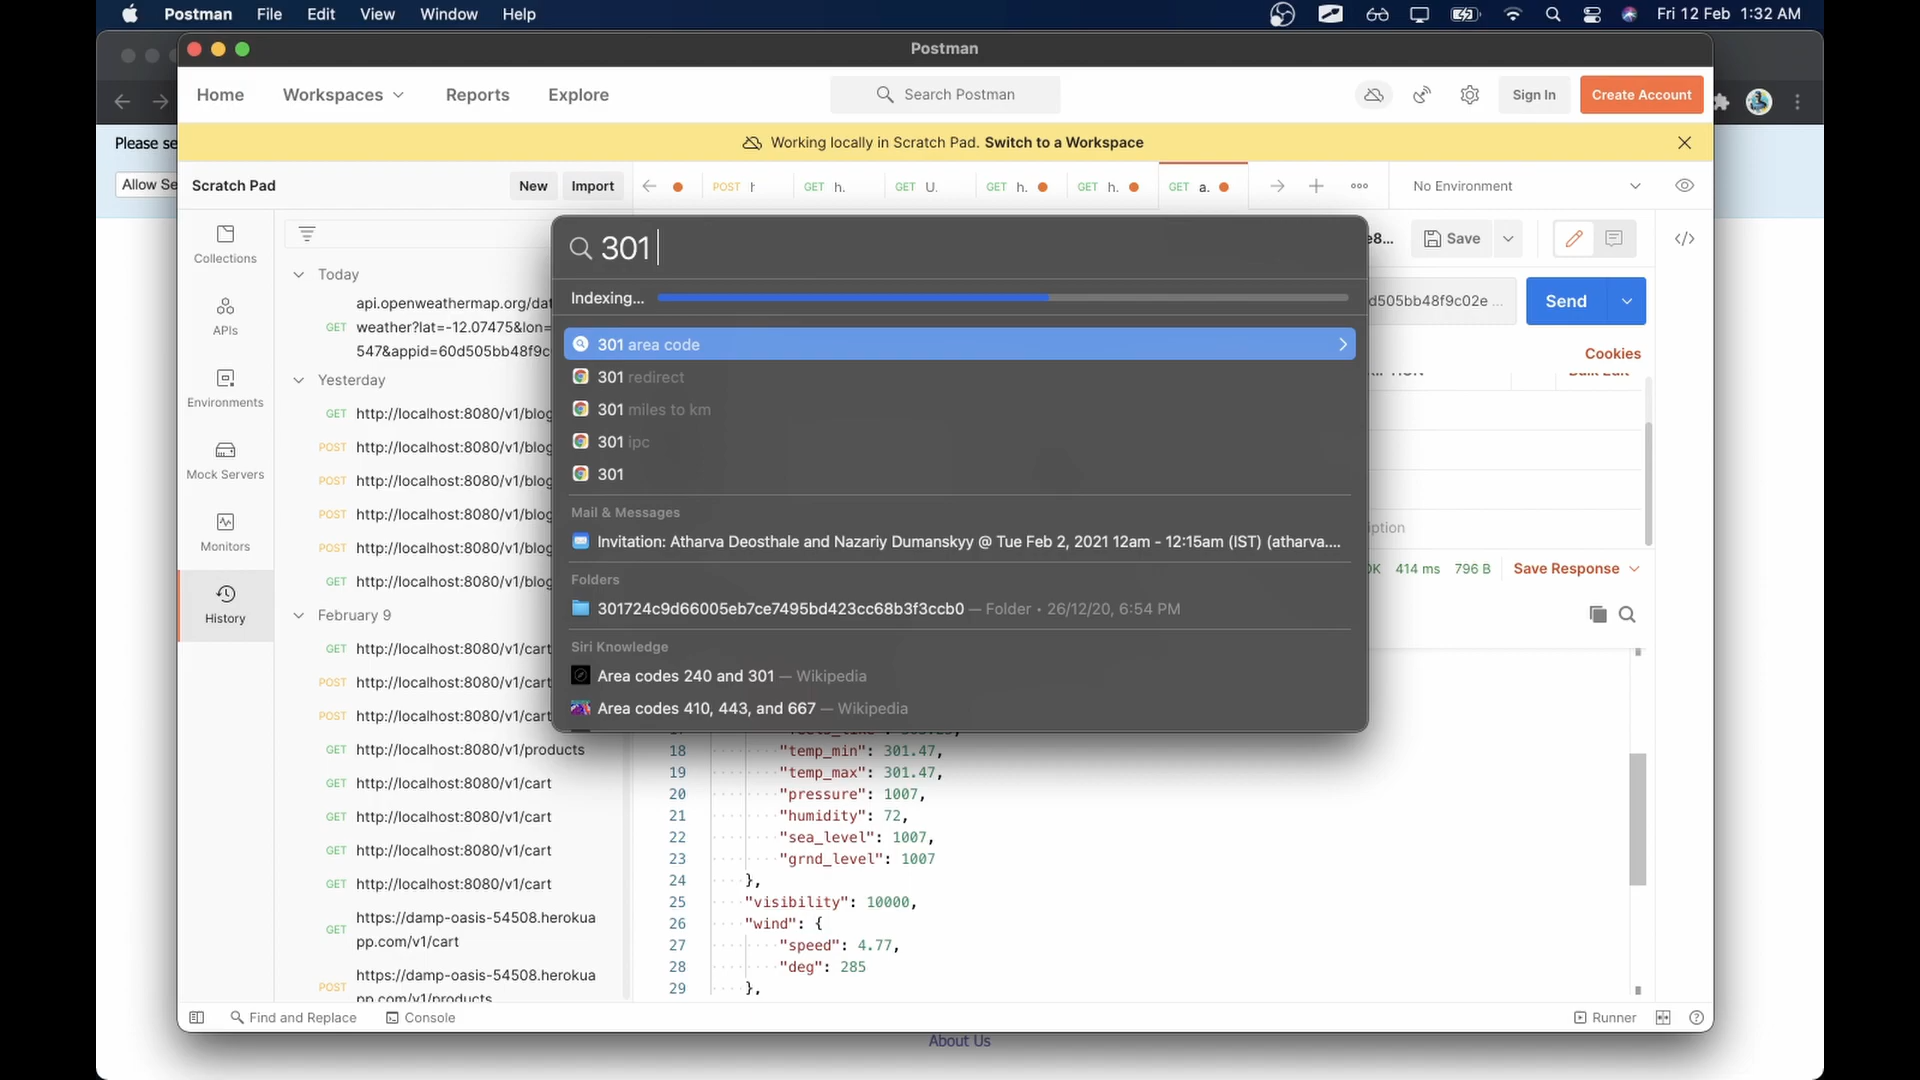 Postman File Edit View Window Help
Fri 12 Feb 1:32 AM
Postman
Home Workspaces Reports Explore
Search Postman
Sign In Create Account
Please se
Working locally in Scratch Pad. Switch to a Workspace
Allow Se
Scratch Pad New Import
POST
GET h.
GET U.
GET h.
GET h.
GET a.
No Environment
Collections
APIs
Environments
Mock Servers
Monitors
History
Today
GET api.openweathermap.org/dat
weather?lat=-12.07475&lon=
547&appid=60d505bb48f9c
Yesterday
GET http://localhost:8080/v1/blog
POST http://localhost:8080/v1/blog
POST http://localhost:8080/v1/blog
POST http://localhost:8080/v1/blog
POST http://localhost:8080/v1/blog
GET http://localhost:8080/v1/blog
February 9
GET http://localhost:8080/v1/cart
POST http://localhost:8080/v1/cart
POST http://localhost:8080/v1/cart
GET http://localhost:8080/v1/products
GET http://localhost:8080/v1/cart
GET http://localhost:8080/v1/cart
GET http://localhost:8080/v1/cart
GET http://localhost:8080/v1/cart
GET https://damp-oasis-54508.herokua
pp.com/v1/cart
POST https://damp-oasis-54508.herokua
pp.com/v1/products
301
Indexing...
301 area code
301 redirect
301 miles to km
301 ipc
301
Mail & Messages
Invitation: Atharva Deosthale and Nazariy Dumanskyy @ Tue Feb 2, 2021 12am - 12:15am (IST) (atharva....
Folders
301724c9d66005eb7ce7495bd423cc68b3f3ccb0 — Folder • 26/12/20, 6:54 PM
Siri Knowledge
Area codes 240 and 301 — Wikipedia
Area codes 410, 443, and 667 — Wikipedia
e8... Save
d505bb48f9c02e ... Send
Cookies
Bulk Edit
iption
OK 414 ms 796 B Save Response
18 "temp_min": 301.47,
19 "temp_max": 301.47,
20 "pressure": 1007,
21 "humidity": 72,
22 "sea_level": 1007,
23 "grnd_level": 1007
24 },
25 "visibility": 10000,
26 "wind": {
27 "speed": 4.77,
28 "deg": 285
29 },
Find and Replace Console
Runner
About Us